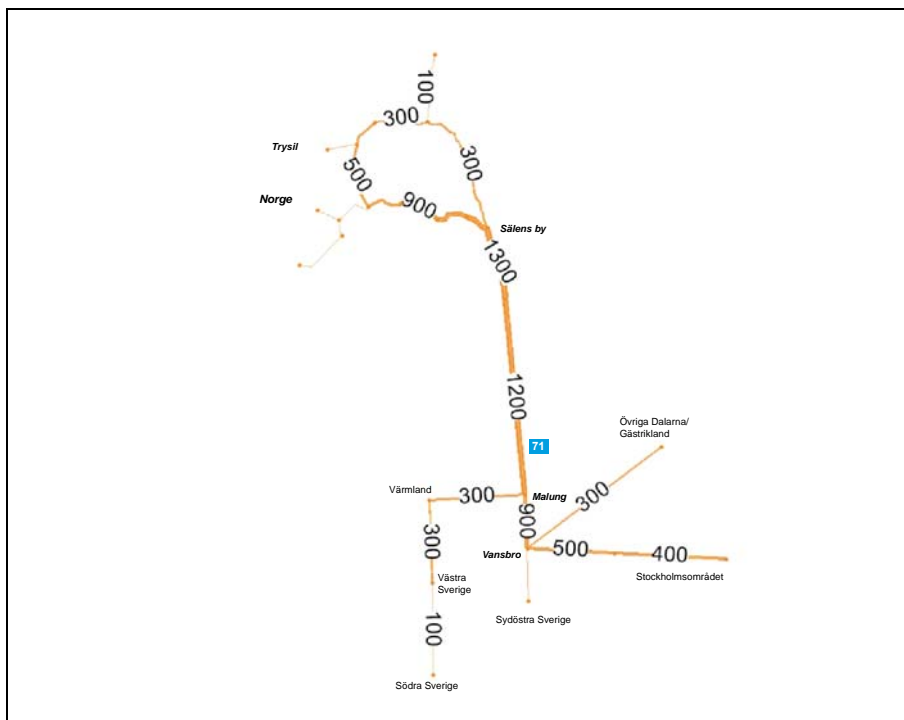 100
300
Trysil
300
500
Norge
900
Sälens by
1300
1200
Övriga Dalarna/
Gästrikland
71
Värmland
300
Malung
300
900
300
Vansbro
500
400
Västra
Sverige
Stockholmsområdet
100
Sydöstra Sverige
Södra Sverige